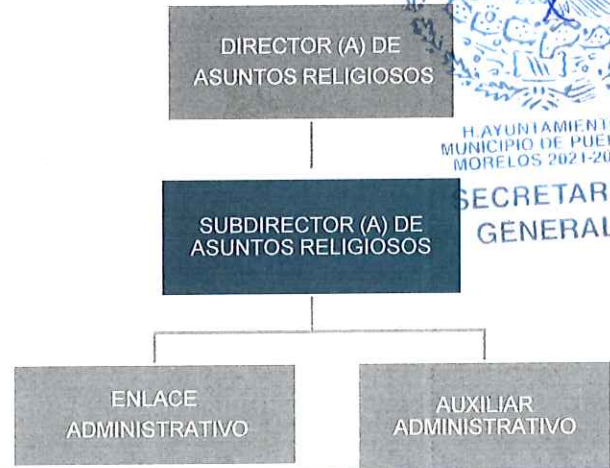 DIRECTOR (A) DE
ASUNTOS RELIGIOSOS
H. AYUNTAMIENT
MUNICIPIO DE PUE
MORELOS 2021-20
SECRETAR
GENERAL
SUBDIRECTOR (A) DE
ASUNTOS RELIGIOSOS
ENLACE
ADMINISTRATIVO
AUXILIAR
ADMINISTRATIVO